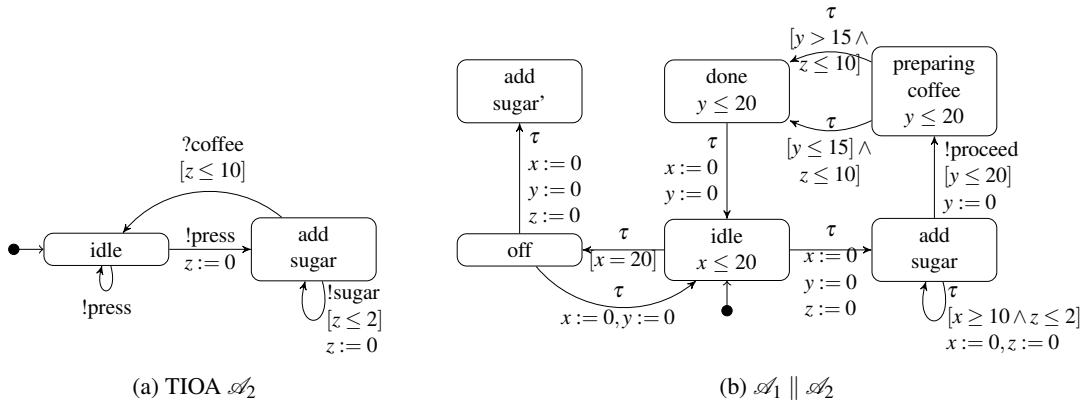 ?coffee
[z ≤ 10]
idle
!press
z := 0
add
sugar
!press
!sugar
[z ≤ 2]
z := 0
(a) TIOA 𝒜₂
add
sugar'
τ
x := 0
y := 0
z := 0
off
done
y ≤ 20
τ
x := 0
y := 0
τ
[y > 15 ∧
z ≤ 10]
τ
[y ≤ 15] ∧
z ≤ 10]
preparing
coffee
y ≤ 20
!proceed
[y ≤ 20]
y := 0
τ
[x = 20]
idle
x ≤ 20
τ
x := 0
y := 0
z := 0
add
sugar
τ
x := 0, y := 0
τ
[x ≥ 10 ∧ z ≤ 2]
x := 0, z := 0
(b) 𝒜₁ ∥ 𝒜₂